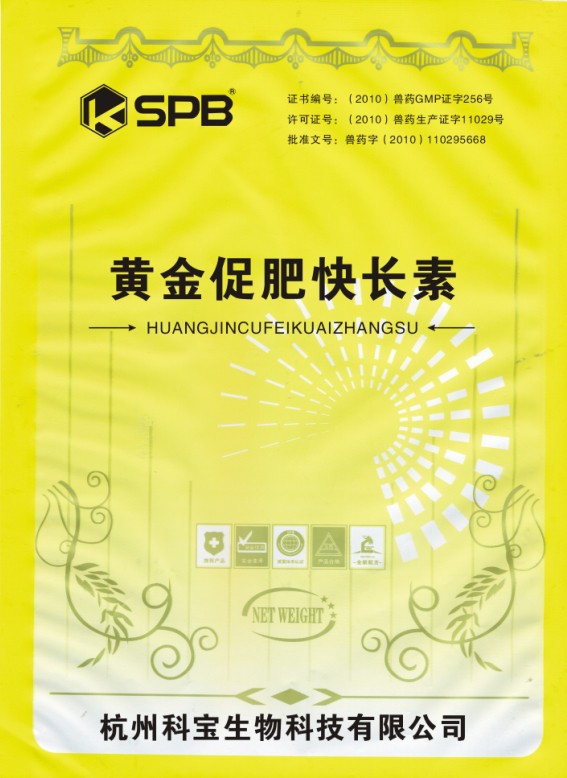 SPB®
证书编号：（2010）兽药GMP证字256号
许可证号：（2010）兽药生产证字11029号
批准文号：兽药字（2010）110295668
黄金促肥快长素
HUANGJINCUFEIKUAIZHANGSU
NET WEIGHT
杭州科宝生物科技有限公司